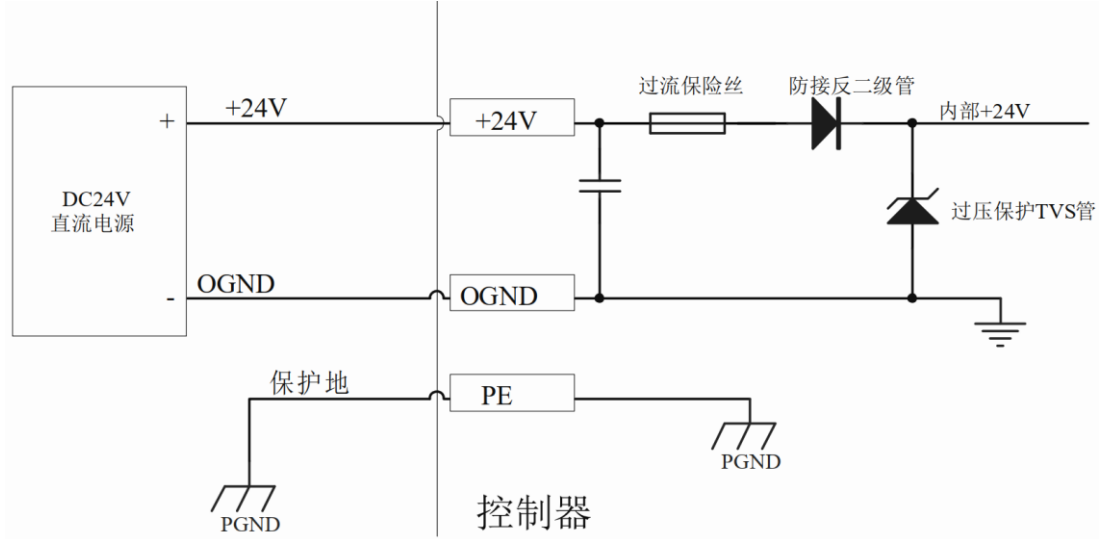 过流保险丝
防接反二级管
+24V
+
+24V
内部+24V
DC24V
直流电源
过压保护TVS管
OGND
-
OGND
保护地
PE
PGND
PGND
控制器